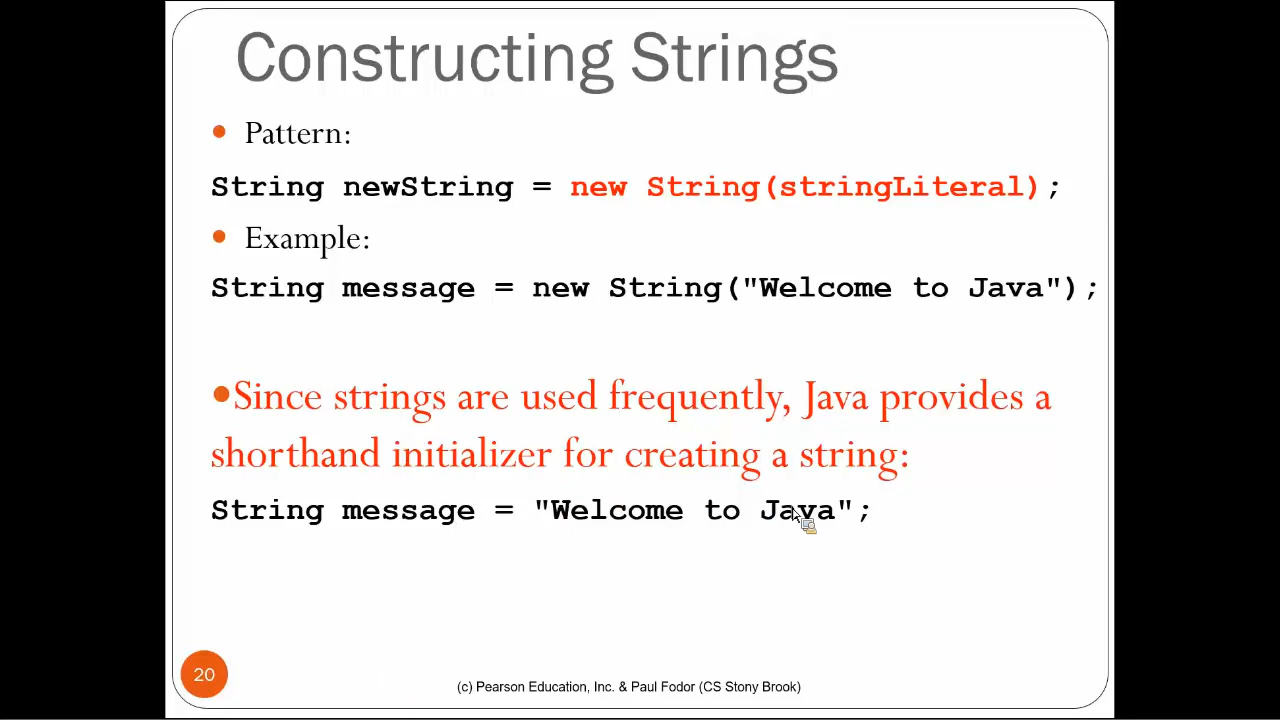 Constructing Strings
• Pattern:
String newString = new String(stringLiteral);
• Example:
String message = new String("Welcome to Java");
•Since strings are used frequently, Java provides a
shorthand initializer for creating a string:
String message = "Welcome to Java";
20
(c) Pearson Education, Inc. & Paul Fodor (CS Stony Brook)